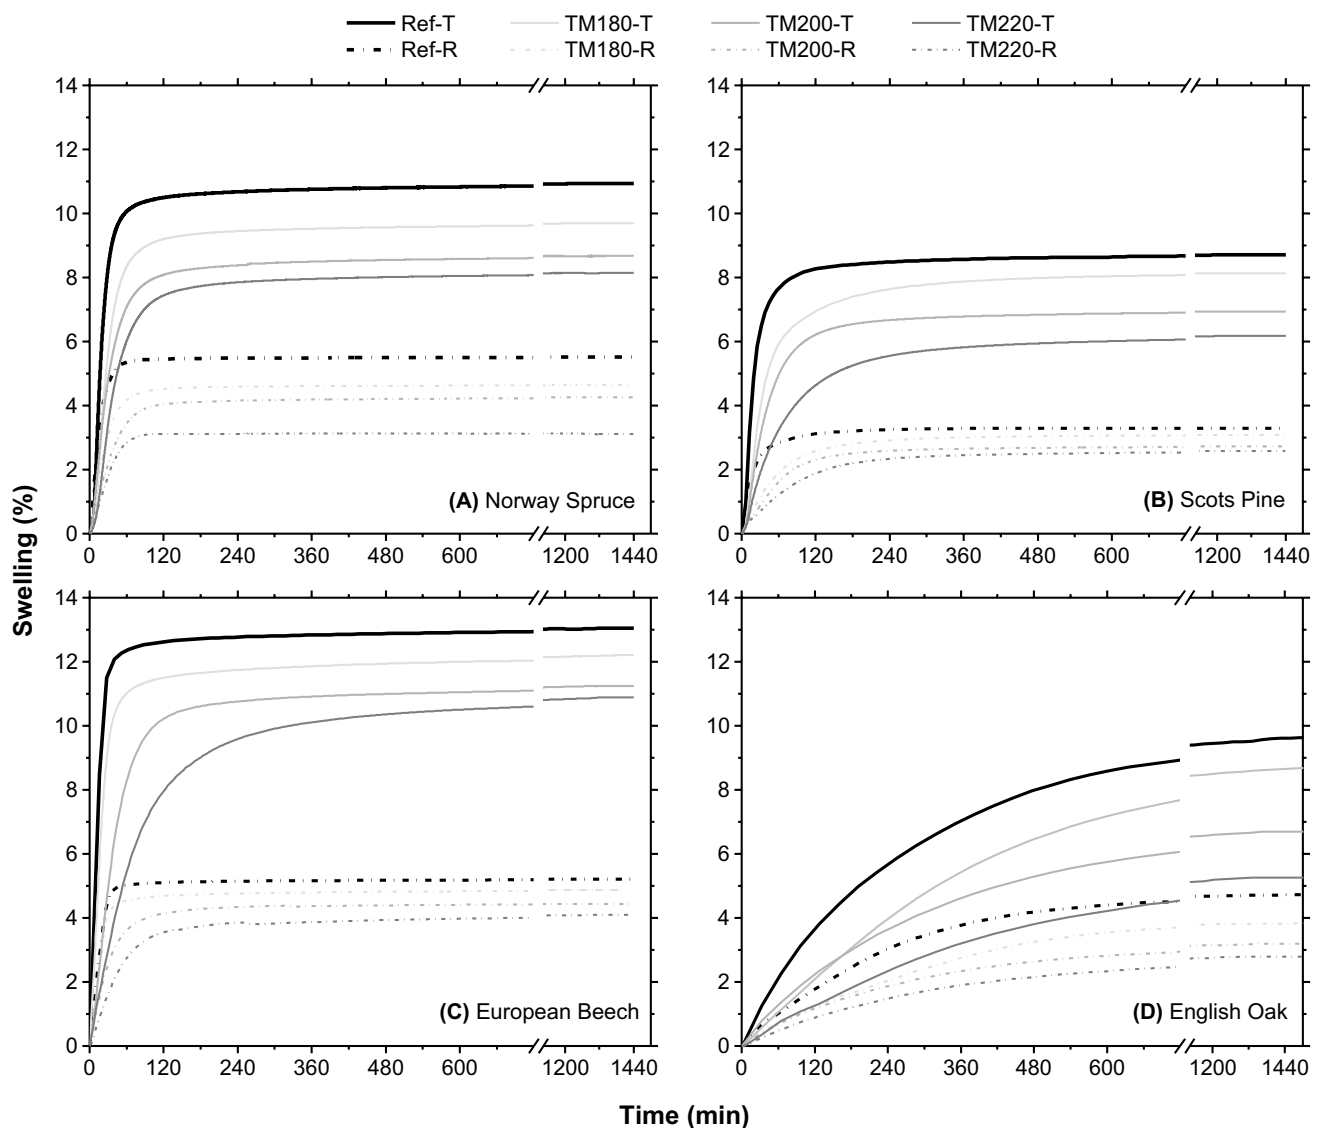 Ref-T TM180-T TM200-T TM220-T
Ref-R TM180-R TM200-R TM220-R
14
12
10
8
6
4
2
0
(A) Norway Spruce
0 120 240 360 480 600 1200 1440
14
12
10
8
6
4
2
0
(B) Scots Pine
0 120 240 360 480 600 1200 1440
Swelling (%)
14
12
10
8
6
4
2
0
(C) European Beech
0 120 240 360 480 600 1200 1440
14
12
10
8
6
4
2
0
(D) English Oak
0 120 240 360 480 600 1200 1440
Time (min)